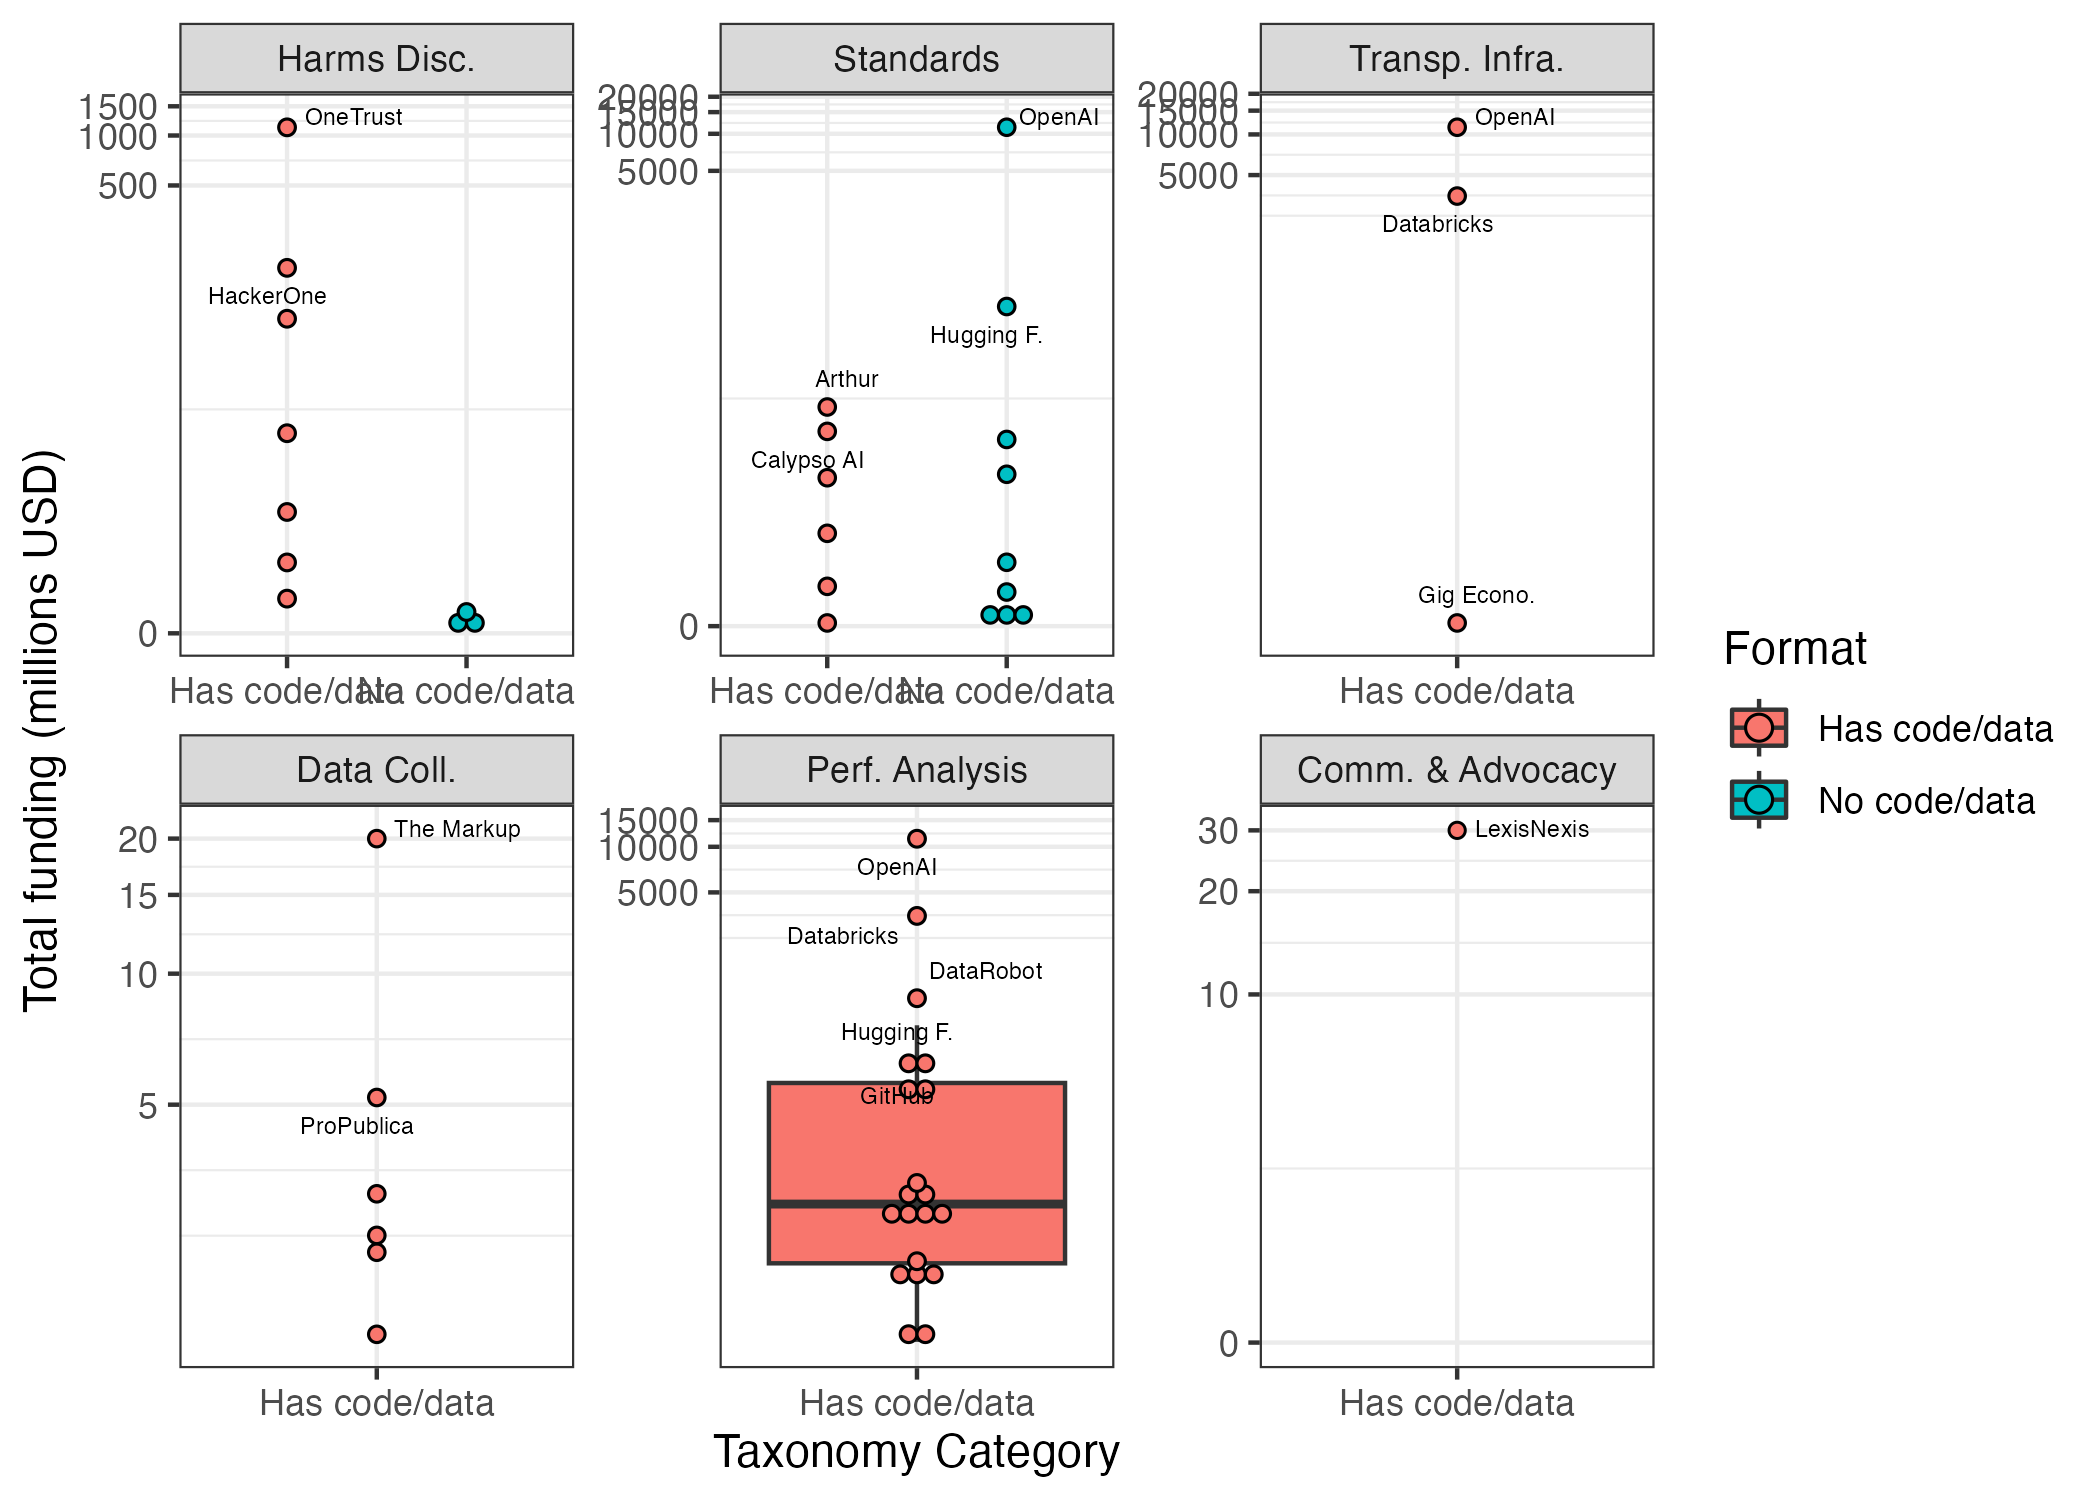 Harms Disc.
Standards
Transp. Infra.
1500
1000
500
0
OneTrust
HackerOne
Has code/data
No code/data
20000
15000
10000
5000
0
OpenAI
Hugging F.
Arthur
Calypso AI
Has code/data
No code/data
20000
15000
10000
5000
OpenAI
Databricks
Gig Econo.
Has code/data
Data Coll.
Perf. Analysis
Comm. & Advocacy
20
15
10
5
The Markup
ProPublica
Has code/data
15000
10000
5000
OpenAI
Databricks
DataRobot
Hugging F.
GitHub
Has code/data
30
20
10
0
LexisNexis
Has code/data
Total funding (millions USD)
Taxonomy Category
Format
Has code/data
No code/data